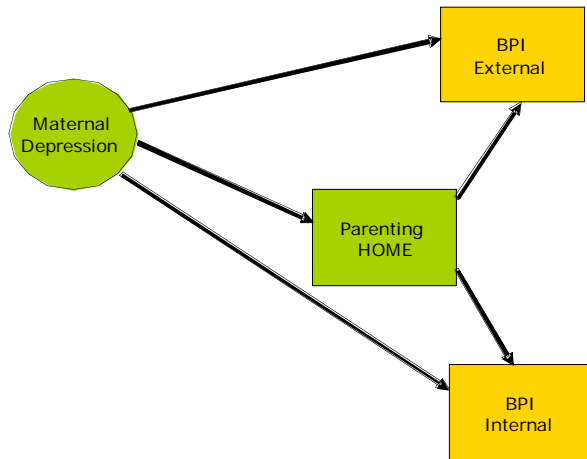 BPI
External
Maternal
Depression
Parenting
HOME
BPI
Internal